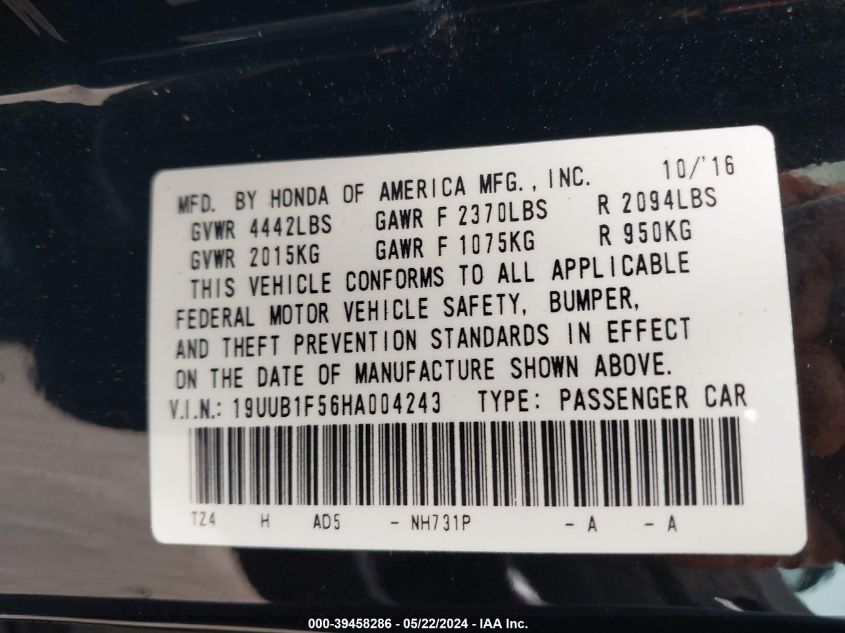 MFD. BY HONDA OF AMERICA MFG., INC. 10/'16
GVWR 4442LBS GAWR F 2370LBS R 2094LBS
GVWR 2015KG GAWR F 1075KG R 950KG
THIS VEHICLE CONFORMS TO ALL APPLICABLE
FEDERAL MOTOR VEHICLE SAFETY, BUMPER,
AND THEFT PREVENTION STANDARDS IN EFFECT
ON THE DATE OF MANUFACTURE SHOWN ABOVE.
V.I.N.: 19UUB1F56HA004243 TYPE: PASSENGER CAR
TZ4 H AD5 - NH731P - A - A
000-39458286 - 05/22/2024 - IAA Inc.